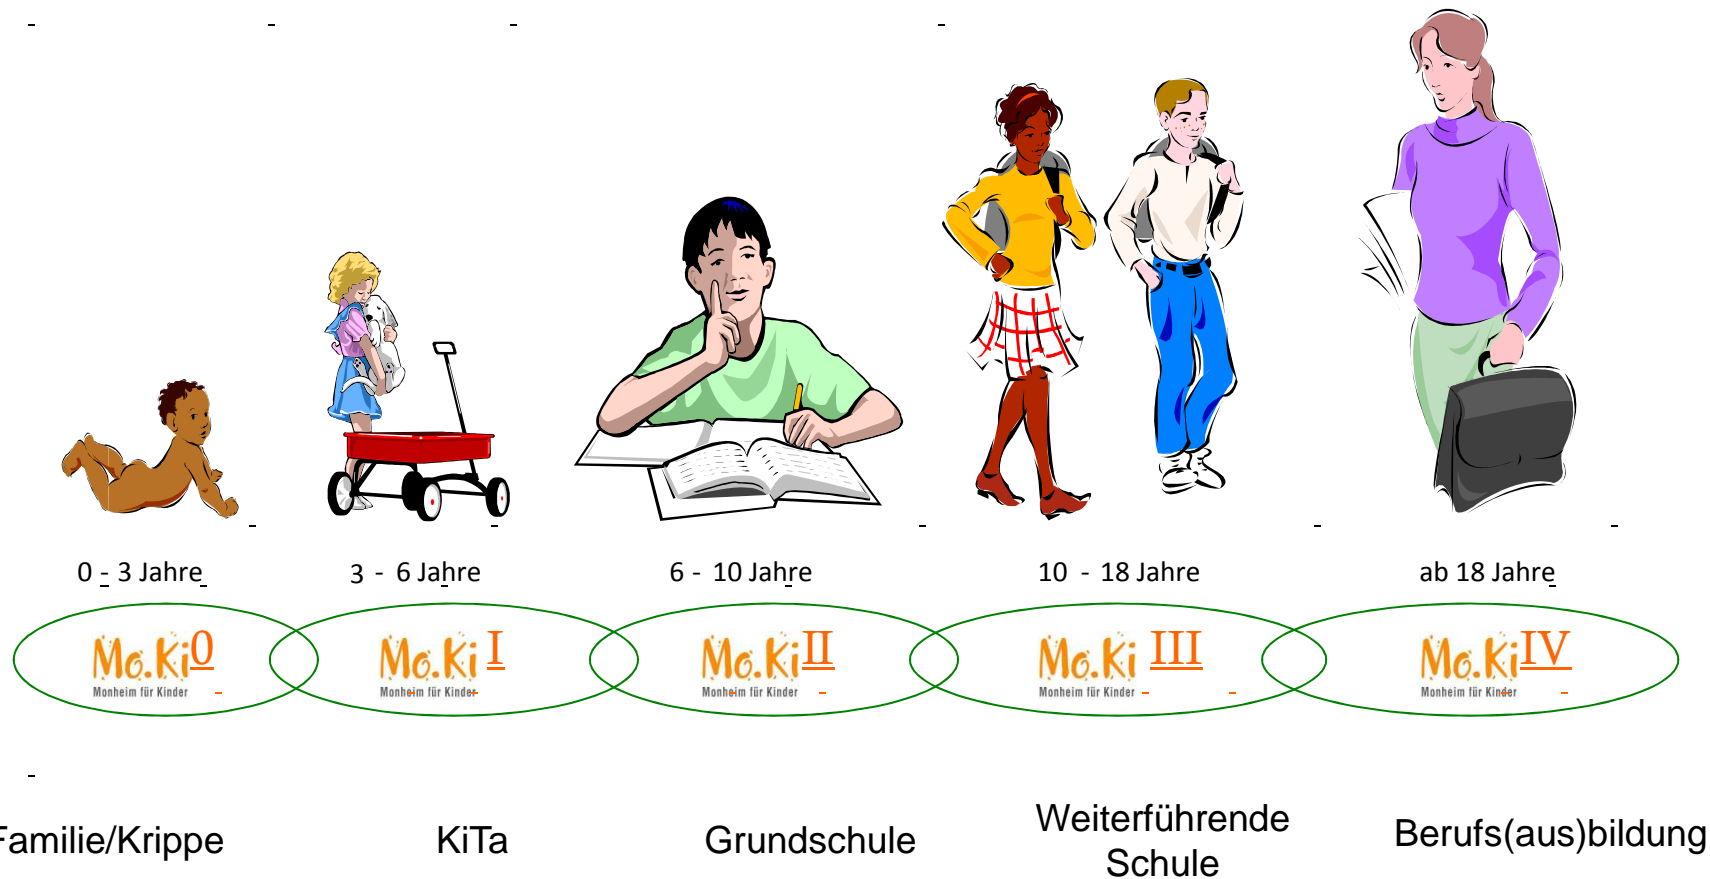 0 - 3 Jahre
3 - 6 Jahre
6 - 10 Jahre
10 - 18 Jahre
ab 18 Jahre
Mo.Ki 0
Monheim für Kinder
Mo.Ki I
Monheim für Kinder
Mo.Ki II
Monheim für Kinder
Mo.Ki III
Monheim für Kinder
Mo.Ki IV
Monheim für Kinder
Familie/Krippe
KiTa
Grundschule
Weiterführende
Schule
Berufs(aus)bildung